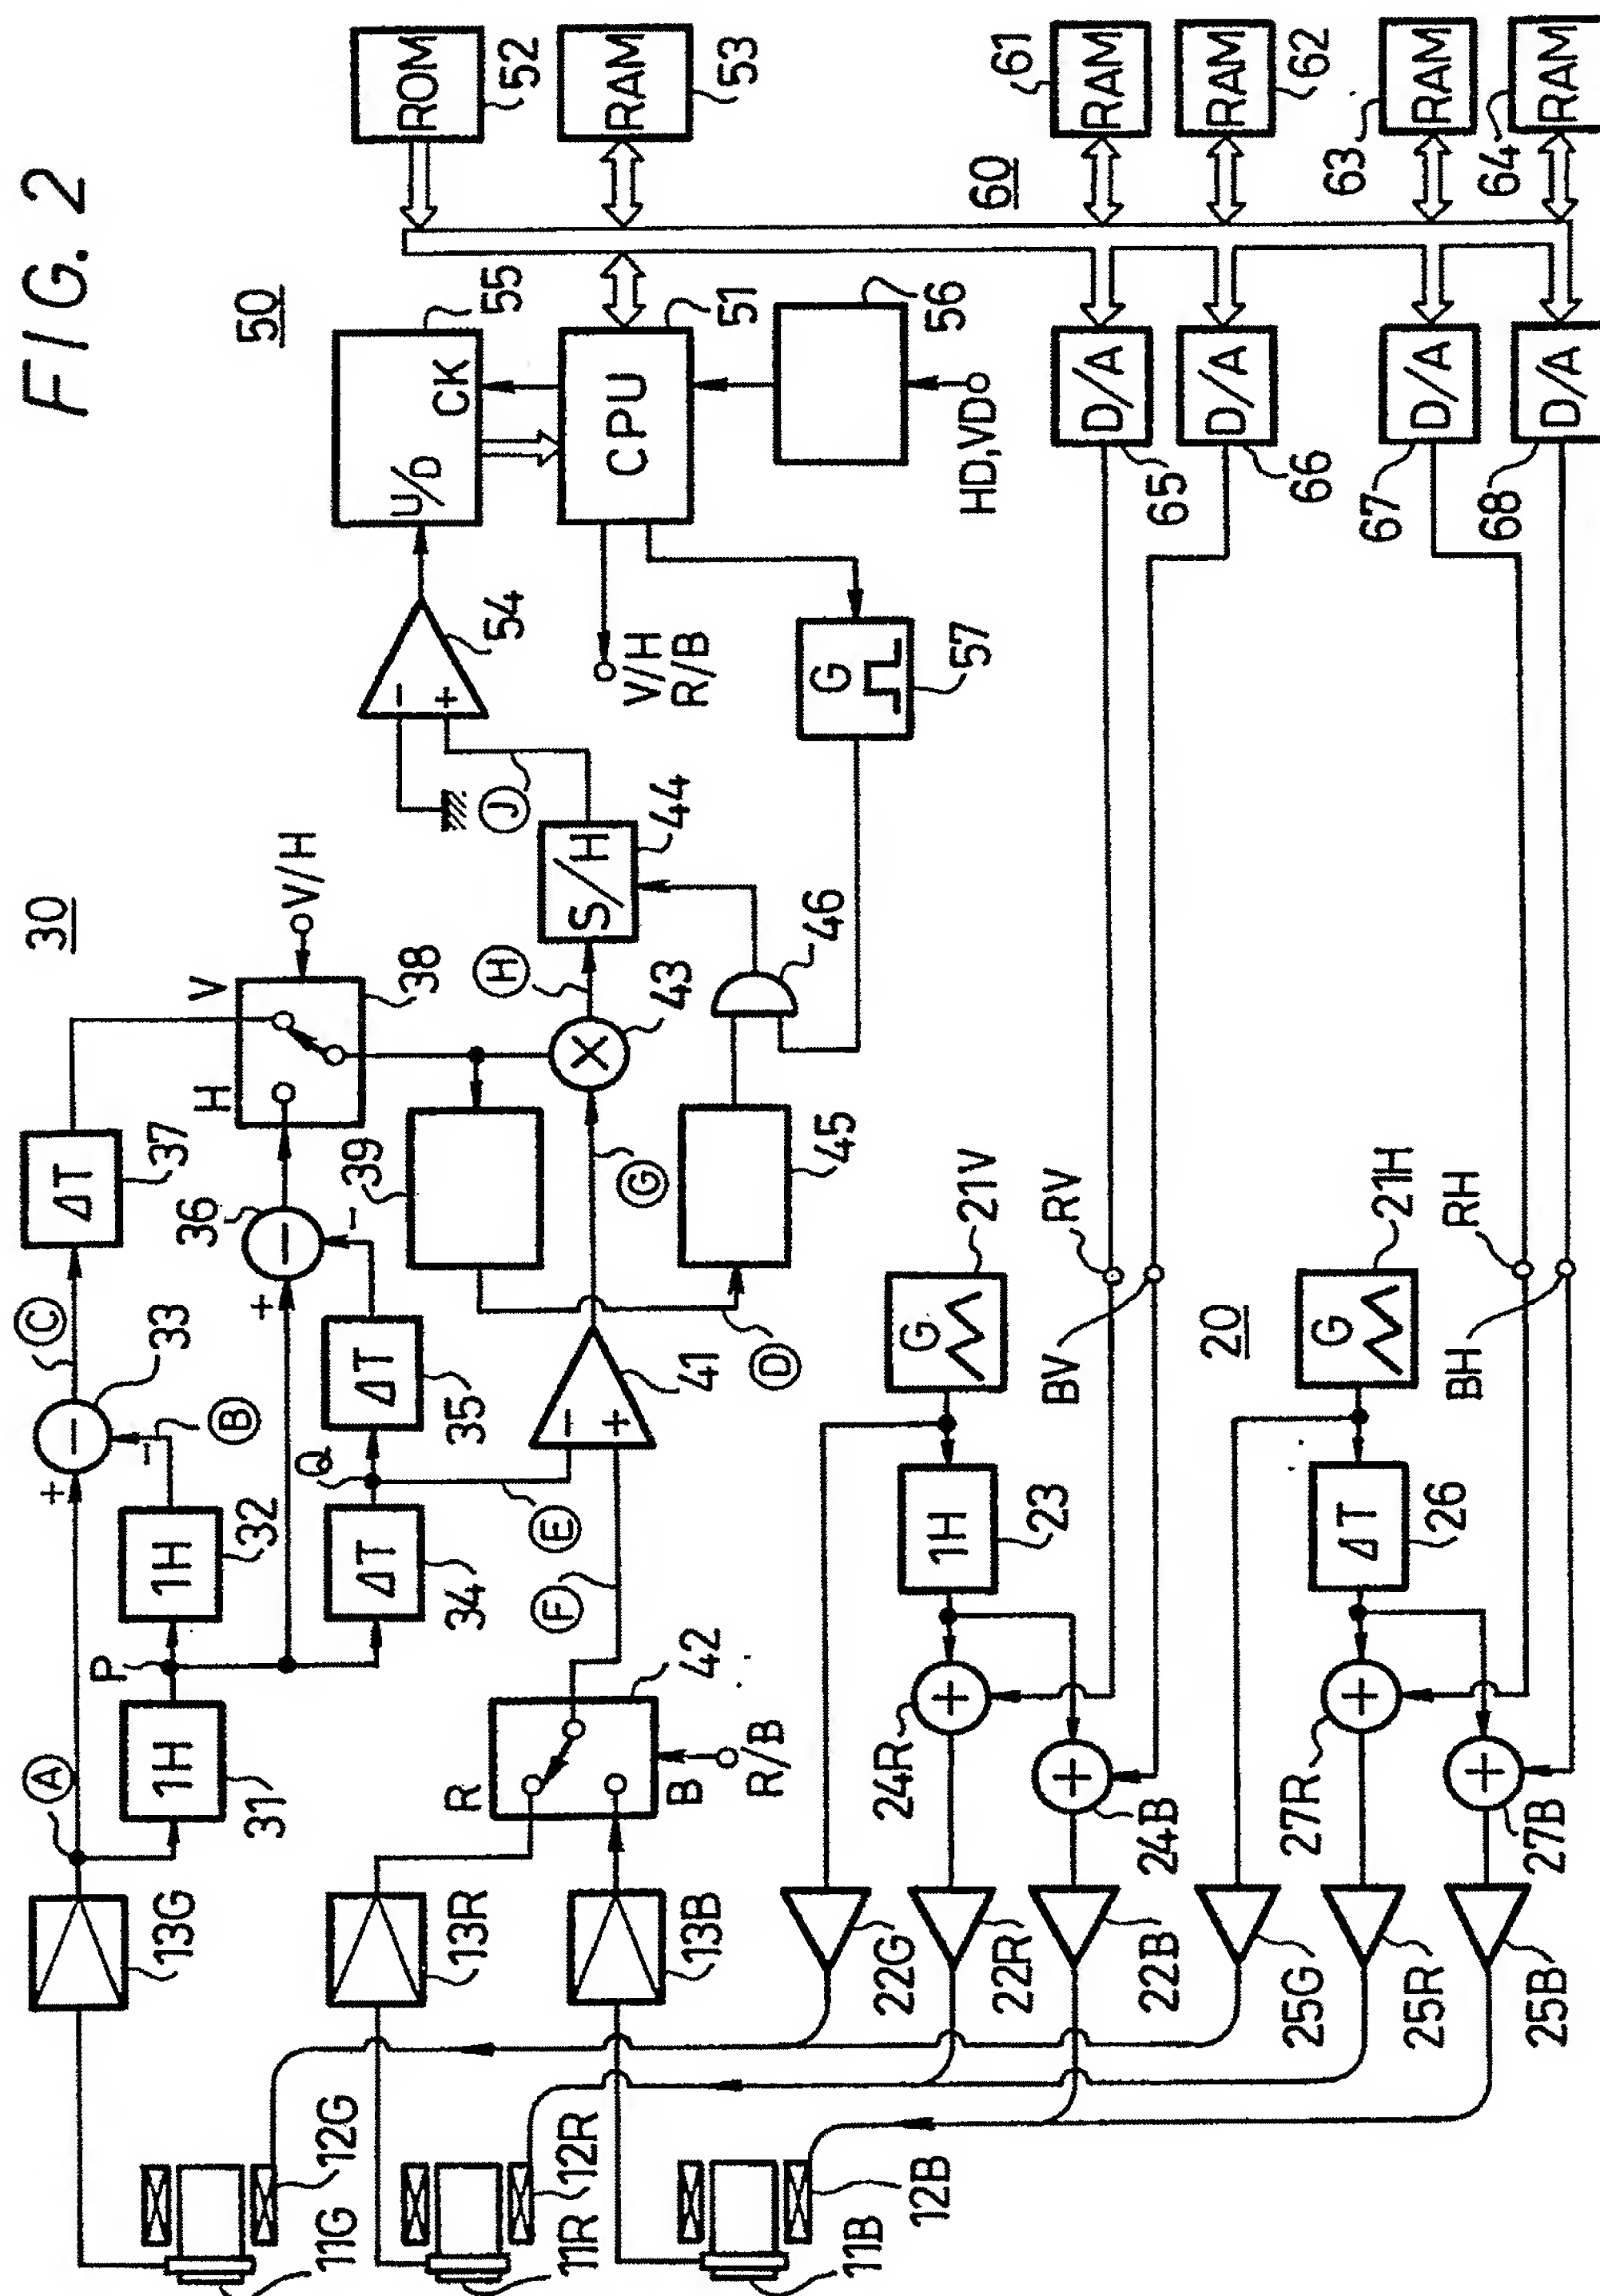 FIG. 2
30
50
60
20
A
B
C
D
E
F
G
H
J
P
Q
11G
12G
11R
12R
11B
12B
13G
13R
13B
1H
31
1H
32
+
−
−
33
ΔT
34
ΔT
35
+
−
−
36
ΔT
37
H
V
38
V/H
39
−
+
41
R
B
42
R/B
×
43
S/H
44
45
46
−
+
54
U/D
CK
55
CPU
51
V/H
R/B
56
HD,VD
G
57
ROM
52
RAM
53
RAM
61
RAM
62
RAM
63
RAM
64
D/A
65
D/A
66
D/A
67
D/A
68
G
21V
1H
23
+
24R
+
24B
22G
22R
22B
RV
BV
G
21H
ΔT
26
+
27R
+
27B
25G
25R
25B
RH
BH